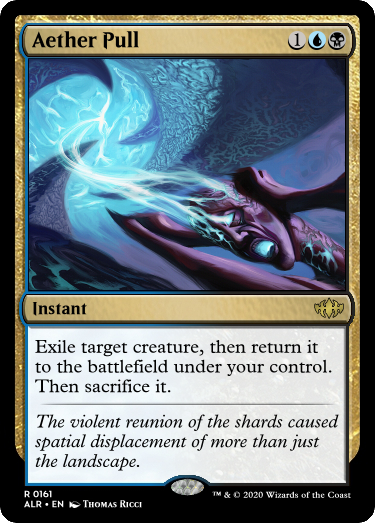 Aether Pull 1
Instant
Exile target creature, then return it
to the battlefield under your control.
Then sacrifice it.
The violent reunion of the shards caused
spatial displacement of more than just
the landscape.
R 0161
ALR • EN Thomas Ricci
™ & © 2020 Wizards of the Coast